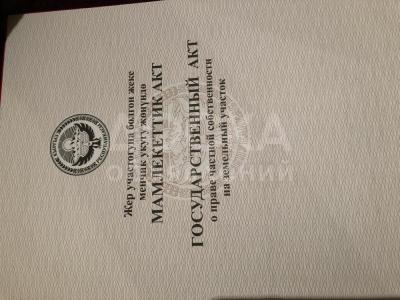 Жер участогуна болгон жеке
менчик укугу жөнүндө
МАМЛЕКЕТТИК АКТ
ГОСУДАРСТВЕННЫЙ АКТ
о праве частной собственности
на земельный участок